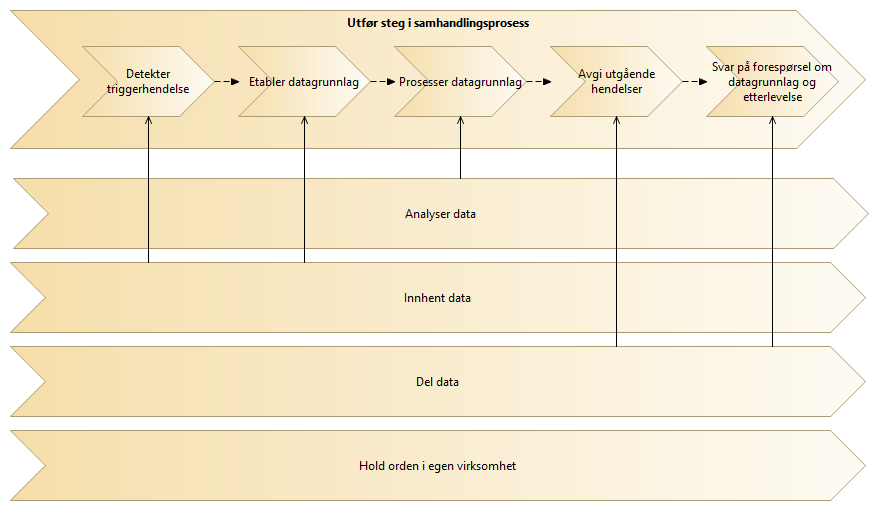 Utfør steg i samhandlingsprosess
Detekter
triggerhendelse
Etabler datagrunnlag
Prosesser datagrunnlag
Avgi utgående
hendelser
Svar på forespørsel om
datagrunnlag og
etterlevelse
Analyser data
Innhent data
Del data
Hold orden i egen virksomhet